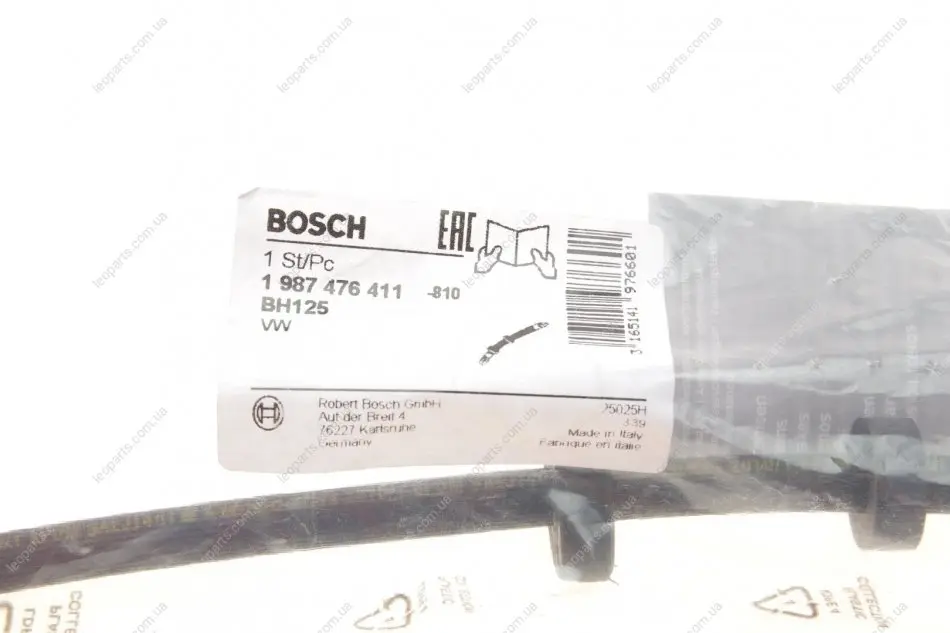 BOSCH
EAC
1 St/Pc
1 987 476 411 -810
BH125
VW
3 165141 976601
Robert Bosch GmbH
Auf der Breit 4
76227 Karlsruhe
Germany
25025H
339
Made in Italy
Fabriqué en Italie
leoparts.com.ua